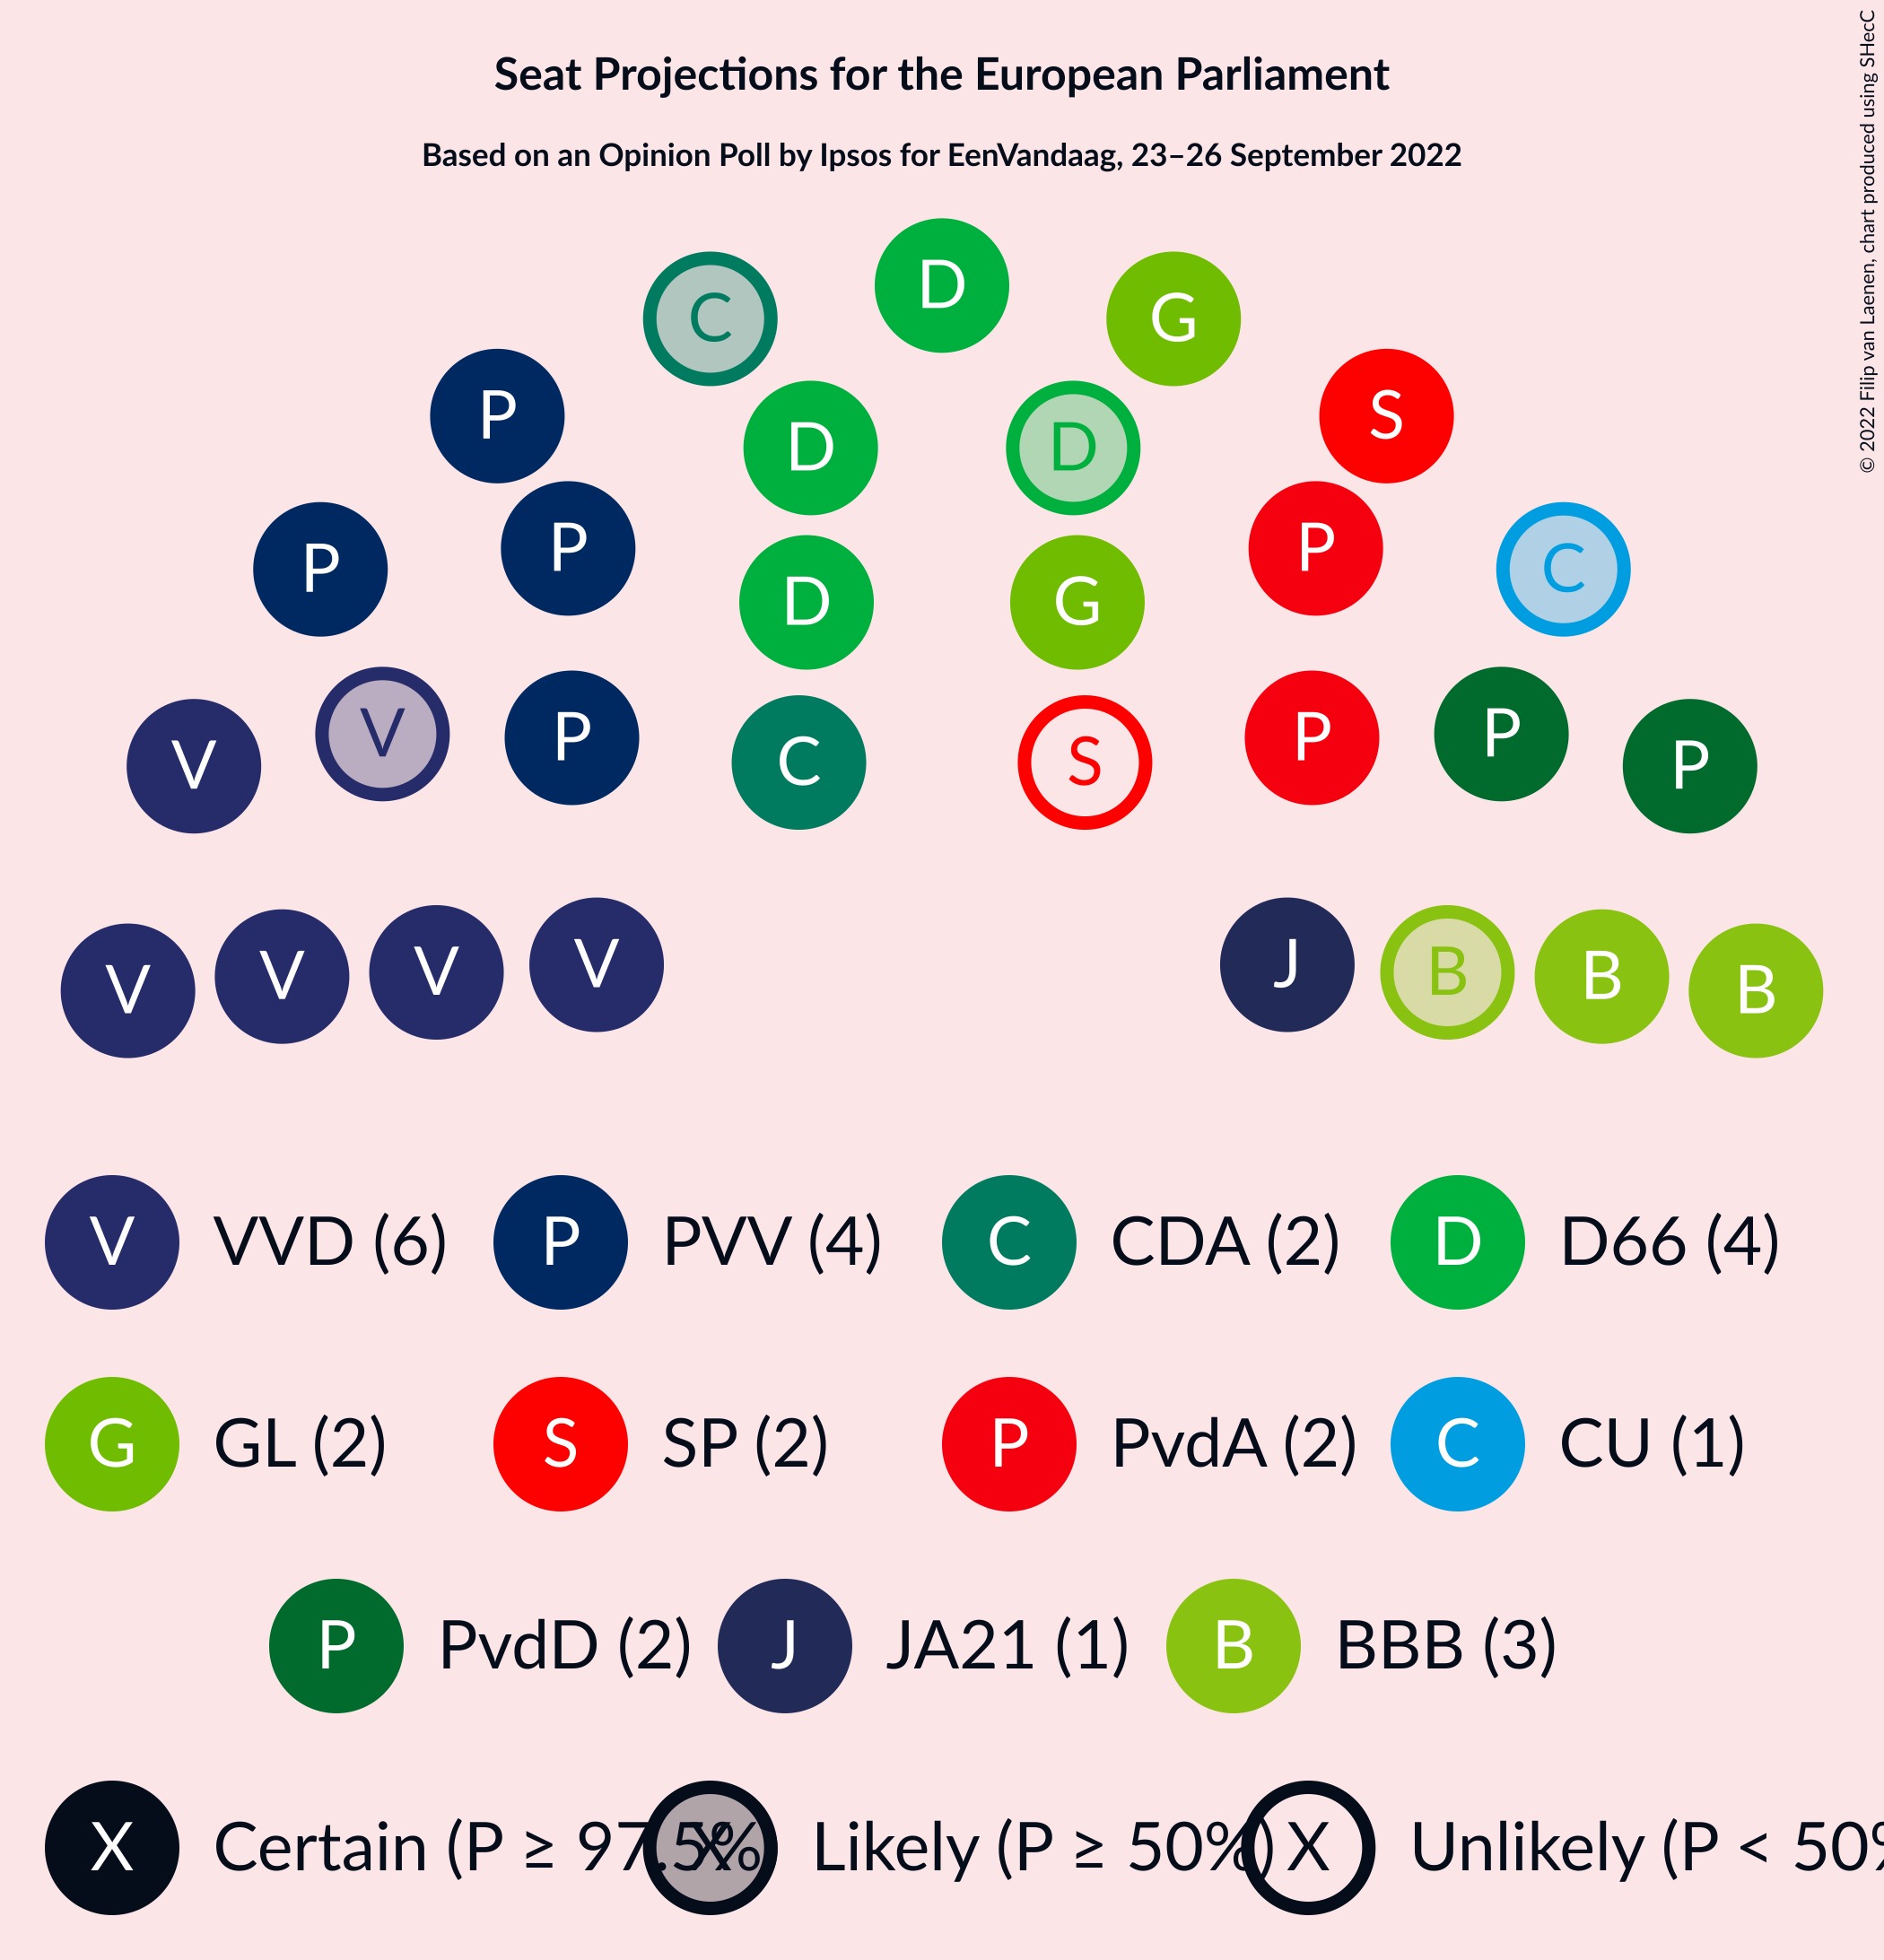 Seat Projections for the European Parliament
Based on an Opinion Poll by Ipsos for EenVandaag, 23–26 September 2022
© 2022 Filip van Laenen, chart produced using SHecC
D
C G
P S
D D
P P P C
D G
V V P C S P P P
V V V V J B B B
V VVD (6) P PVV (4) C CDA (2) D D66 (4)
G GL (2) S SP (2) P PvdA (2) C CU (1)
P PvdD (2) J JA21 (1) B BBB (3)
X Certain (P ≥ 97.5% X Likely (P ≥ 50%) X Unlikely (P < 50%